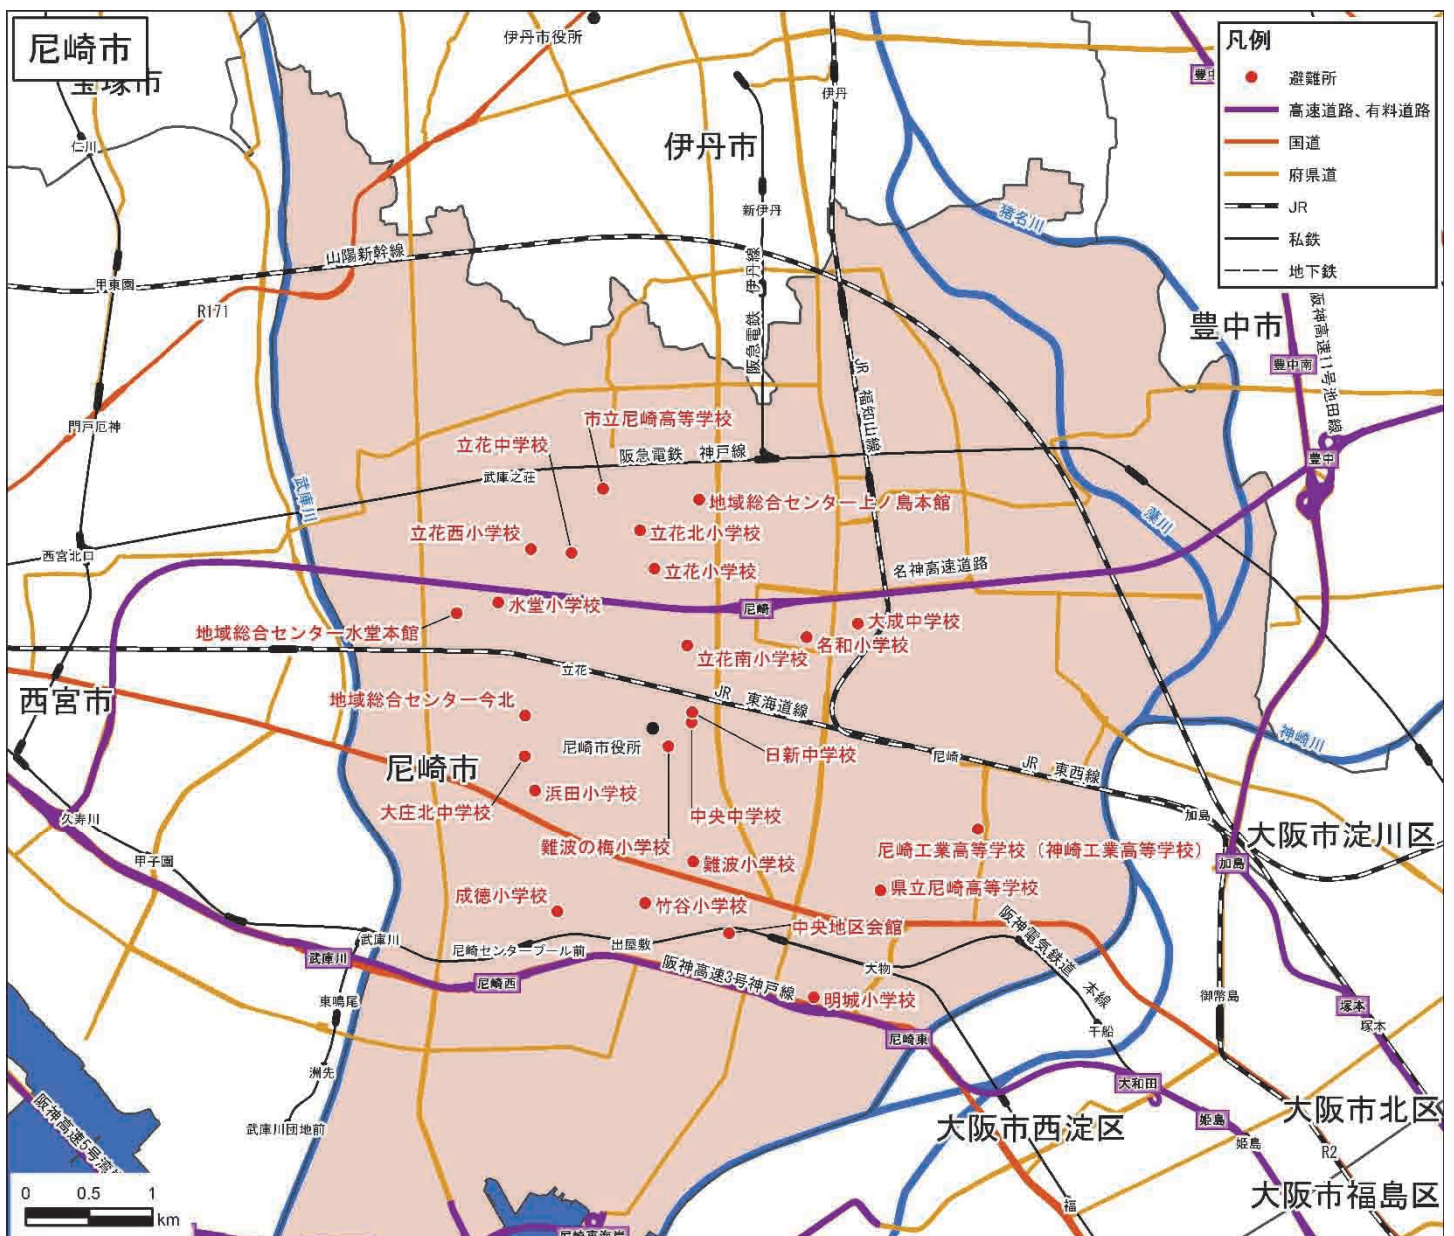 尼崎市
宝塚市
伊丹市役所
豊中
凡例
避難所
高速道路、有料道路
国道
府県道
JR
私鉄
地下鉄
仁川
伊丹
伊丹市
新伊丹
猪名川
山陽新幹線
甲東園
R171
阪急電鉄 伊丹線
豊中市
阪神高速11号池田線
豊中南
JR 福知山線
門戸厄神
市立尼崎高等学校
立花中学校
阪急電鉄 神戸線
武庫之荘
豊中
武庫川
地域総合センター上ノ島本館
藻川
立花西小学校
立花北小学校
西宮北口
立花小学校
名神高速道路
水堂小学校
尼崎
大成中学校
地域総合センター水堂本館
名和小学校
立花南小学校
立花
西宮市
地域総合センター今北
JR 東海道線
神崎川
尼崎市役所
日新中学校
尼崎
尼崎市
JR 東西線
大庄北中学校
浜田小学校
中央中学校
加島
久寿川
難波の梅小学校
尼崎工業高等学校（神崎工業高等学校）
大阪市淀川区
甲子園
難波小学校
加島
成徳小学校
竹谷小学校
県立尼崎高等学校
中央地区会館
武庫川
武庫川
尼崎センタープール前
出屋敷
阪神電気鉄道 本線
大物
尼崎西
阪神高速3号神戸線
東鳴尾
明城小学校
御幣島
塚本
塚本
尼崎東
千船
洲先
大和田
阪神高速5号湾
武庫川団地前
大阪市西淀川区
姫島
姫島
大阪市北区
R2
0 0.5 1
km
福
大阪市福島区
尼崎東海岸